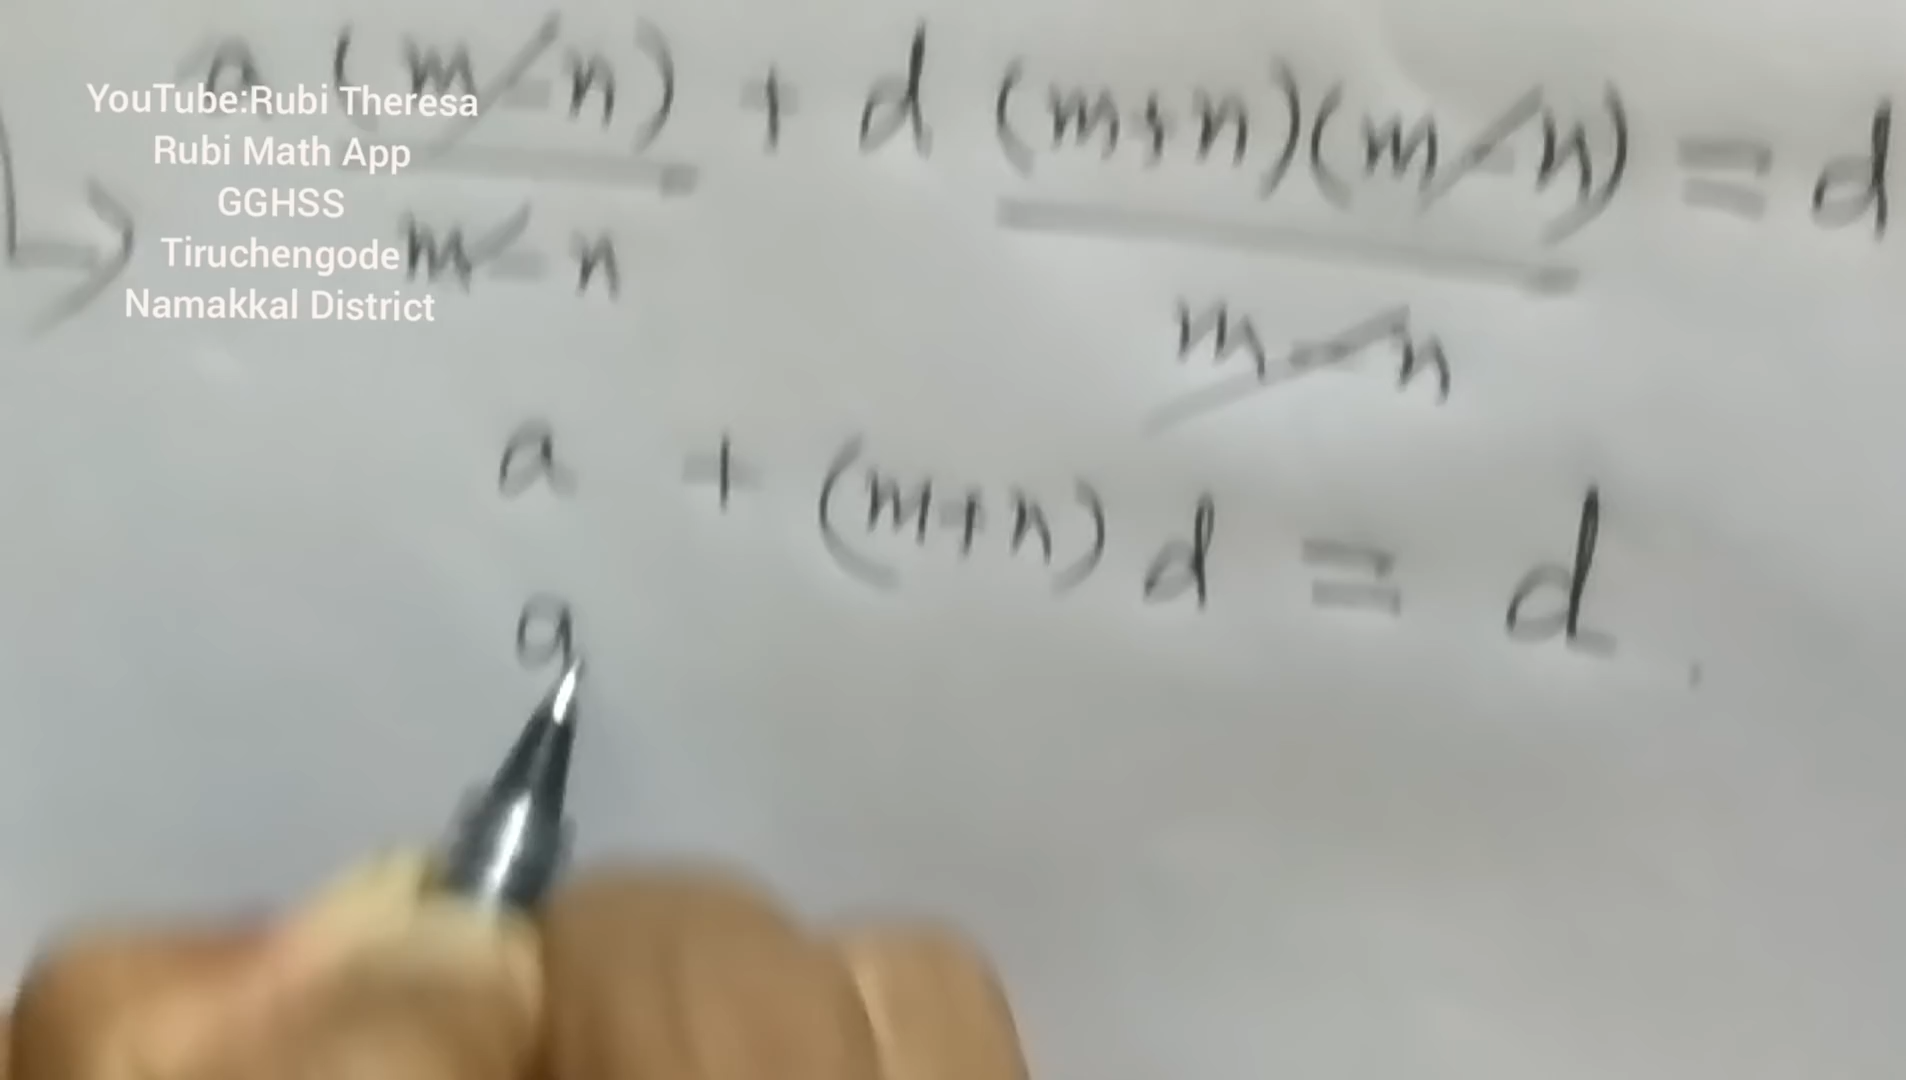 a (m-n) + d (m+n)(m-n) = d
YouTube:Rubi Theresa
Rubi Math App
GGHSS
Tiruchengode
Namakkal District
m-n
m-n
a + (m+n) d = d
a